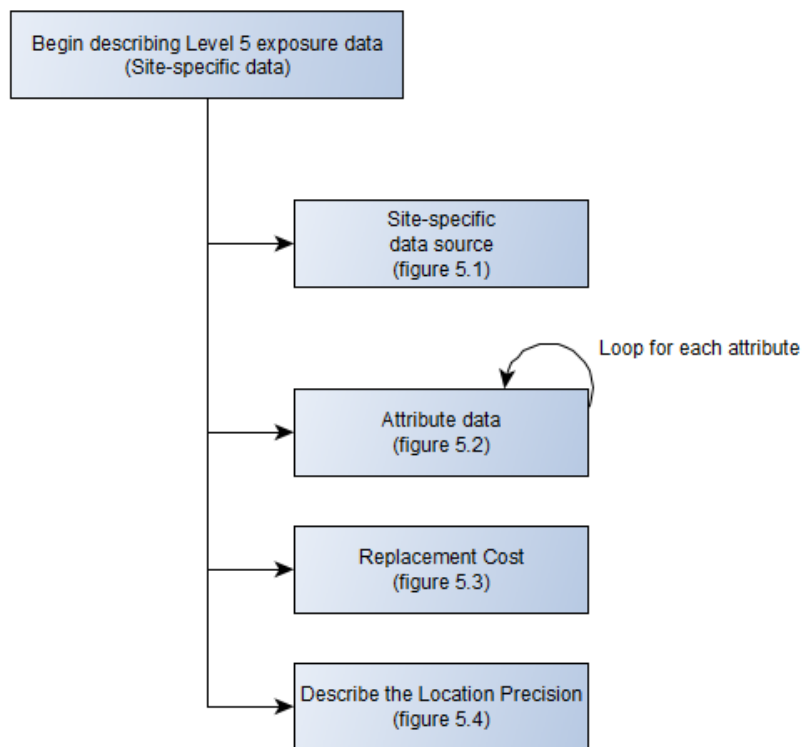 Begin describing Level 5 exposure data
(Site-specific data)
Site-specific
data source
(figure 5.1)
Loop for each attribute
Attribute data
(figure 5.2)
Replacement Cost
(figure 5.3)
Describe the Location Precision
(figure 5.4)